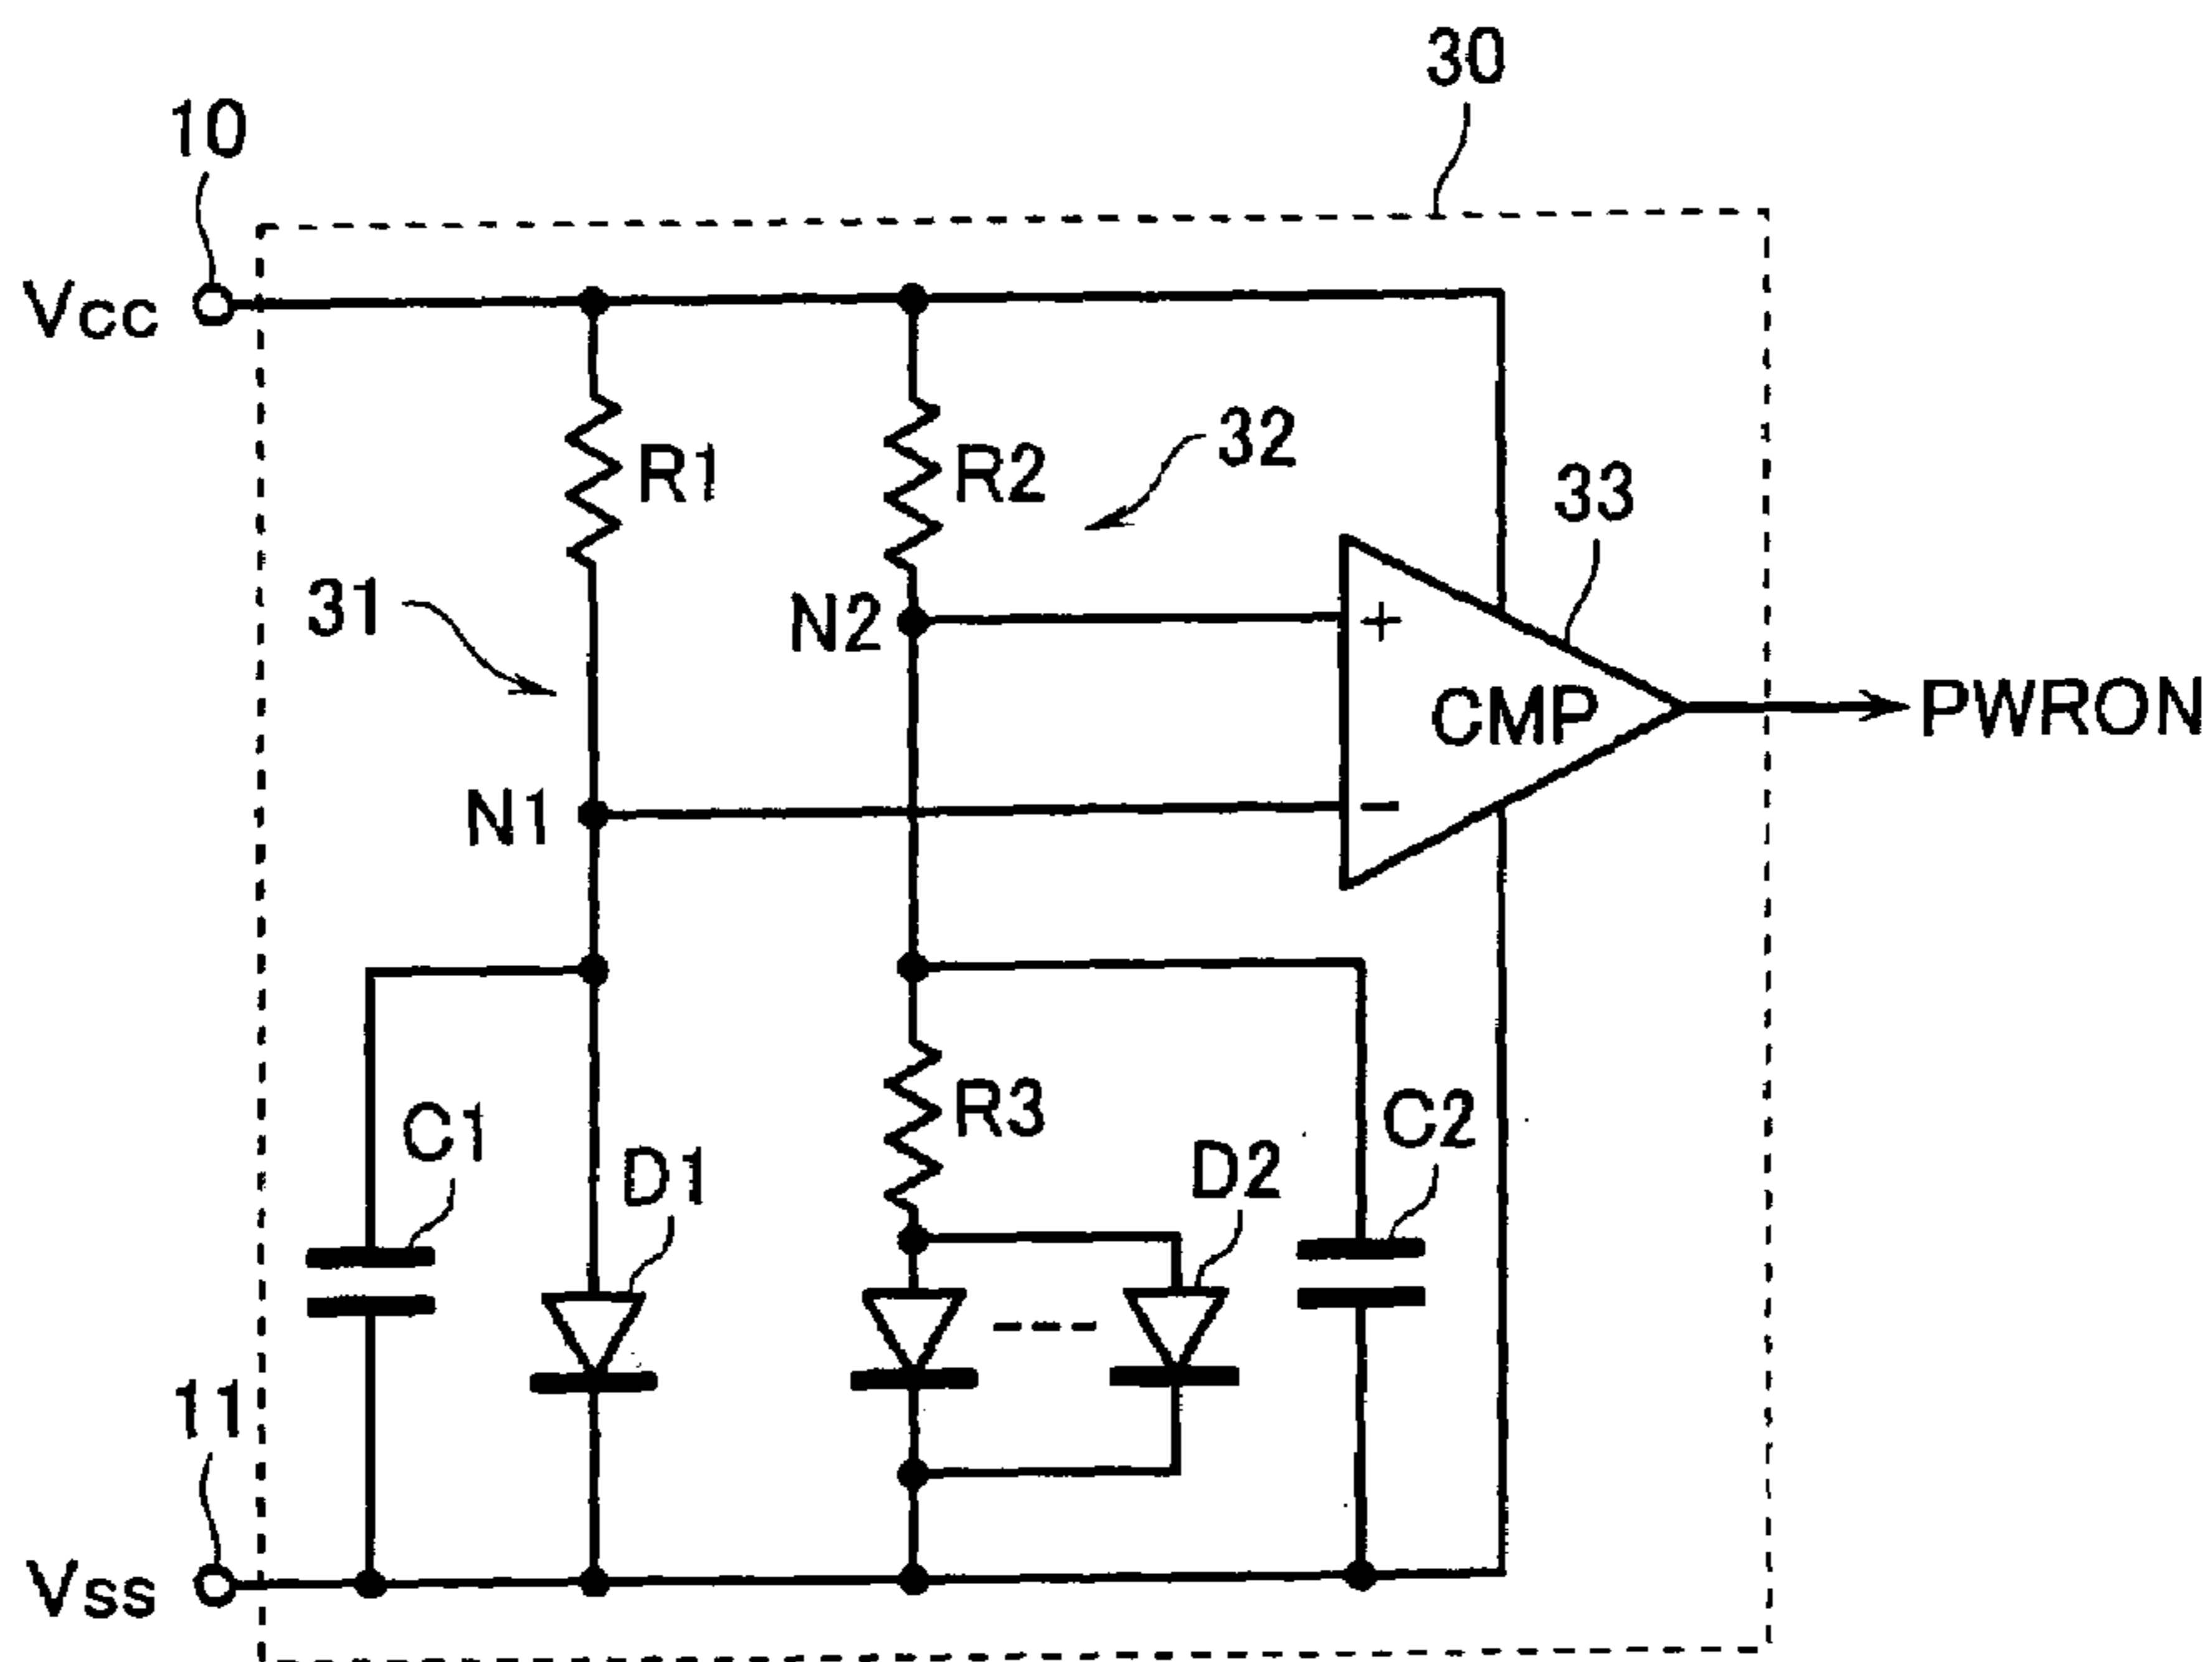 30
10
Vcc
R1
R2
32
33
31
N2
+
CMP
PWRON
N1
-
C1
D1
R3
D2
C2
11
Vss